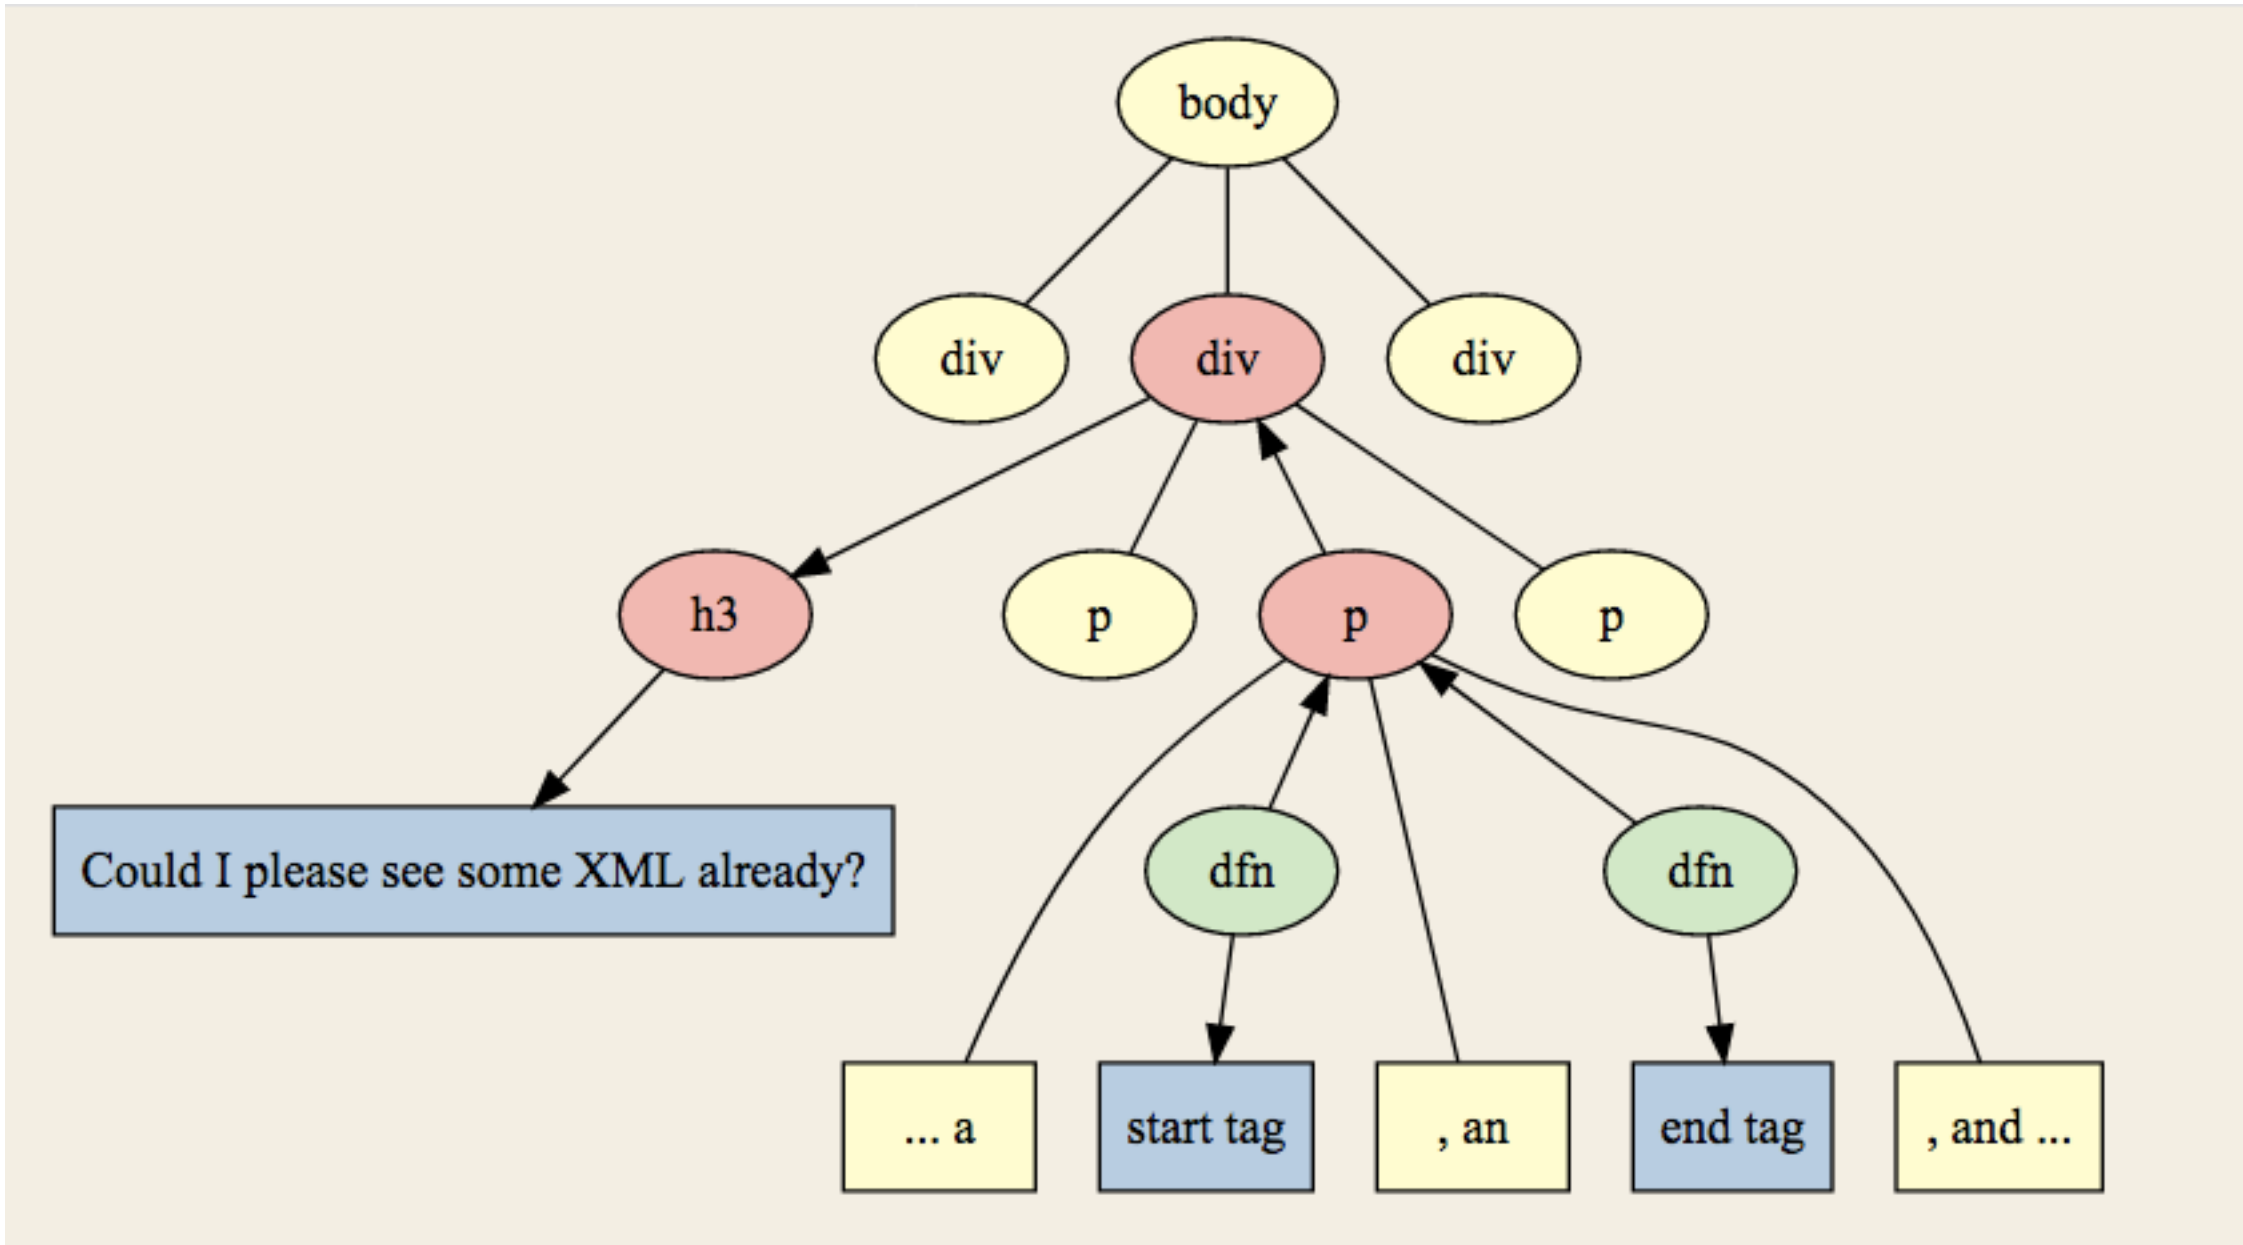 body
div
div
div
h3
p
p
p
Could I please see some XML already?
dfn
dfn
... a
start tag
, an
end tag
, and ...